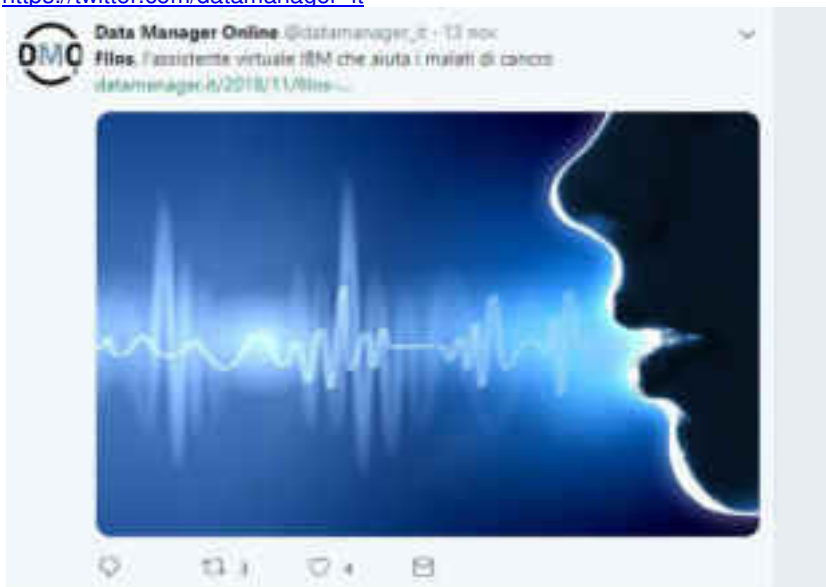 https://twitter.com/datamanager_it
DMO Data Manager Online @datamanager_it · 13 nov
Filos, l'assistente virtuale IBM che aiuta i malati di cancro
datamanager.it/2018/11/filos-...
3 4